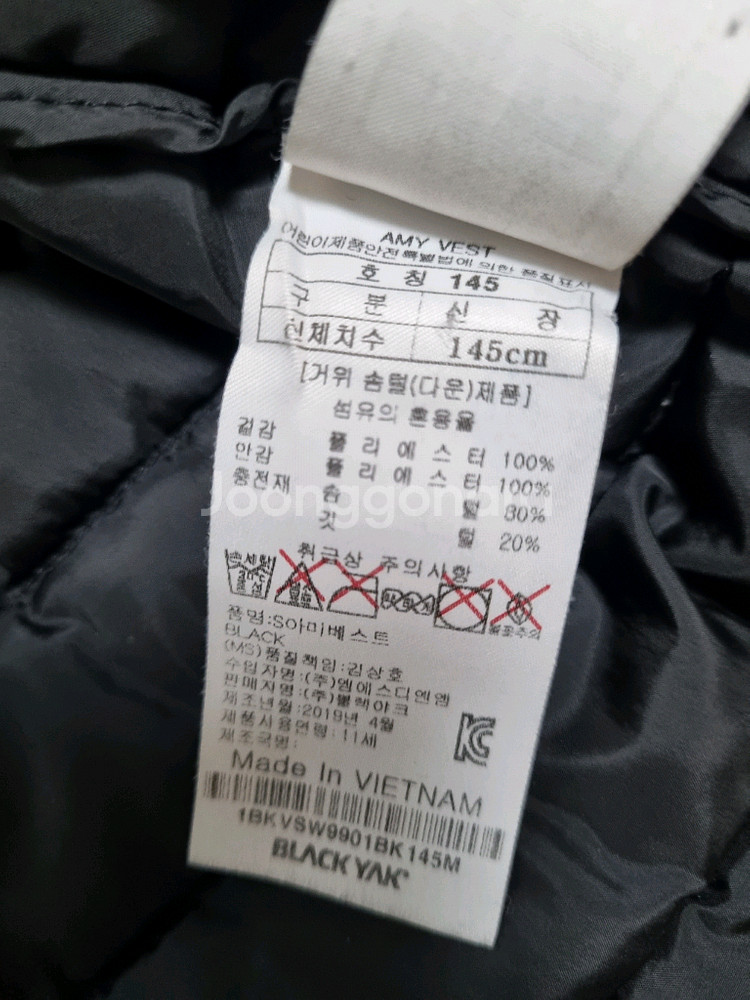 AMY VEST
(어린이제품안전특별법에 의한 품질표시
호 칭 145
구 분 신 장
신체치수 145cm
[거위 솜털(다운)제품]
섬유의 혼용율
겉감 폴 리 에 스 터 100%
안감 폴 리 에 스 터 100%
충전재 솜 털 80%
깃 털 20%
Joonggonara
취급상 주의사항
품명:S아미베스트
BLACK
(MS)품질책임:김상호
수입자명:(주)엠에스디엔엠
판매자명:(주)블랙야크
제조년월:2019년 4월
제품사용연령:11세
제조국명:
Made In VIETNAM
1BKVSW9901BK145M
BLACK YAK